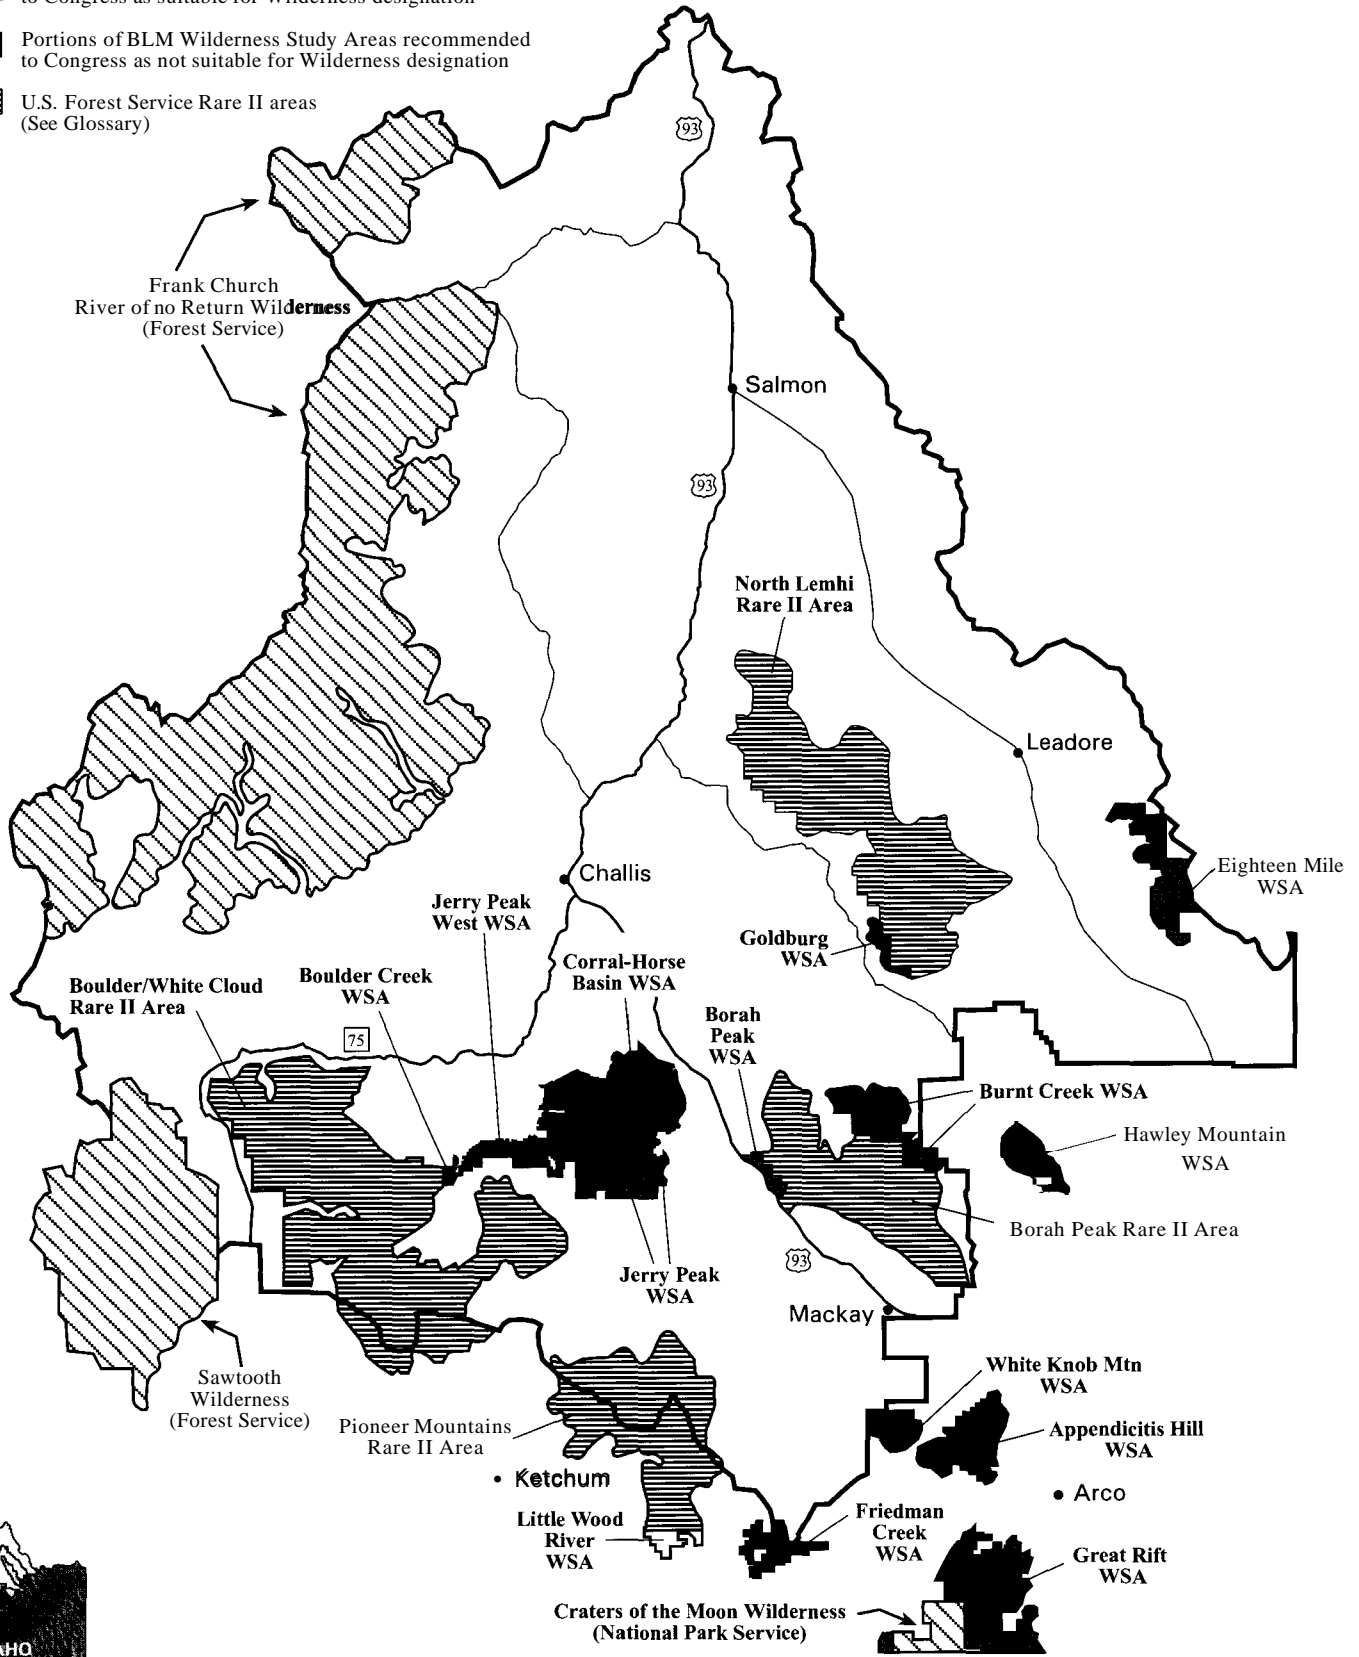 to Congress as suitable for Wilderness designation
Portions of BLM Wilderness Study Areas recommended
to Congress as not suitable for Wilderness designation
U.S. Forest Service Rare II areas
(See Glossary)
93
Frank Church
River of no Return Wilderness
(Forest Service)
Salmon
93
North Lemhi
Rare II Area
Leadore
Eighteen Mile
WSA
Challis
Jerry Peak
West WSA
Goldburg
WSA
Corral-Horse
Basin WSA
Boulder Creek
WSA
Boulder/White Cloud
Rare II Area
Borah
Peak
WSA
75
Burnt Creek WSA
Hawley Mountain
WSA
Borah Peak Rare II Area
93
Jerry Peak
WSA
Mackay
White Knob Mtn
WSA
Sawtooth
Wilderness
(Forest Service)
Pioneer Mountains
Rare II Area
Appendicitis Hill
WSA
Ketchum
Arco
Little Wood
River
WSA
Friedman
Creek
WSA
Great Rift
WSA
Craters of the Moon Wilderness
(National Park Service)
AHO